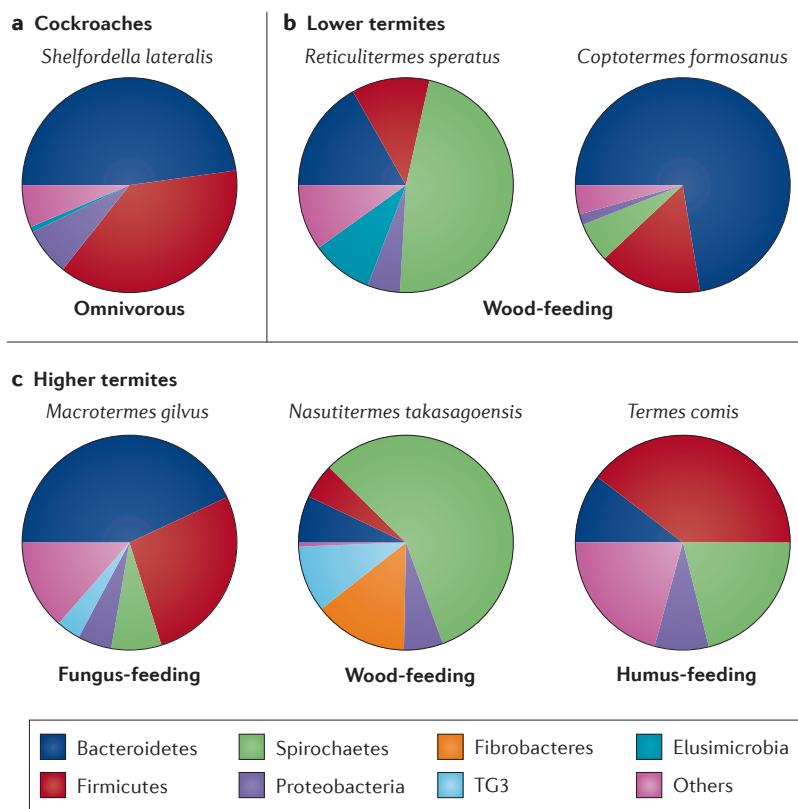 a Cockroaches
Shelfordella lateralis
Omnivorous
b Lower termites
Reticulitermes speratus
Coptotermes formosanus
Wood-feeding
c Higher termites
Macrotermes gilvus
Nasutitermes takasagoensis
Termes comis
Fungus-feeding
Wood-feeding
Humus-feeding
Bacteroidetes
Spirochaetes
Fibrobacteres
Elusimicrobia
Firmicutes
Proteobacteria
TG3
Others